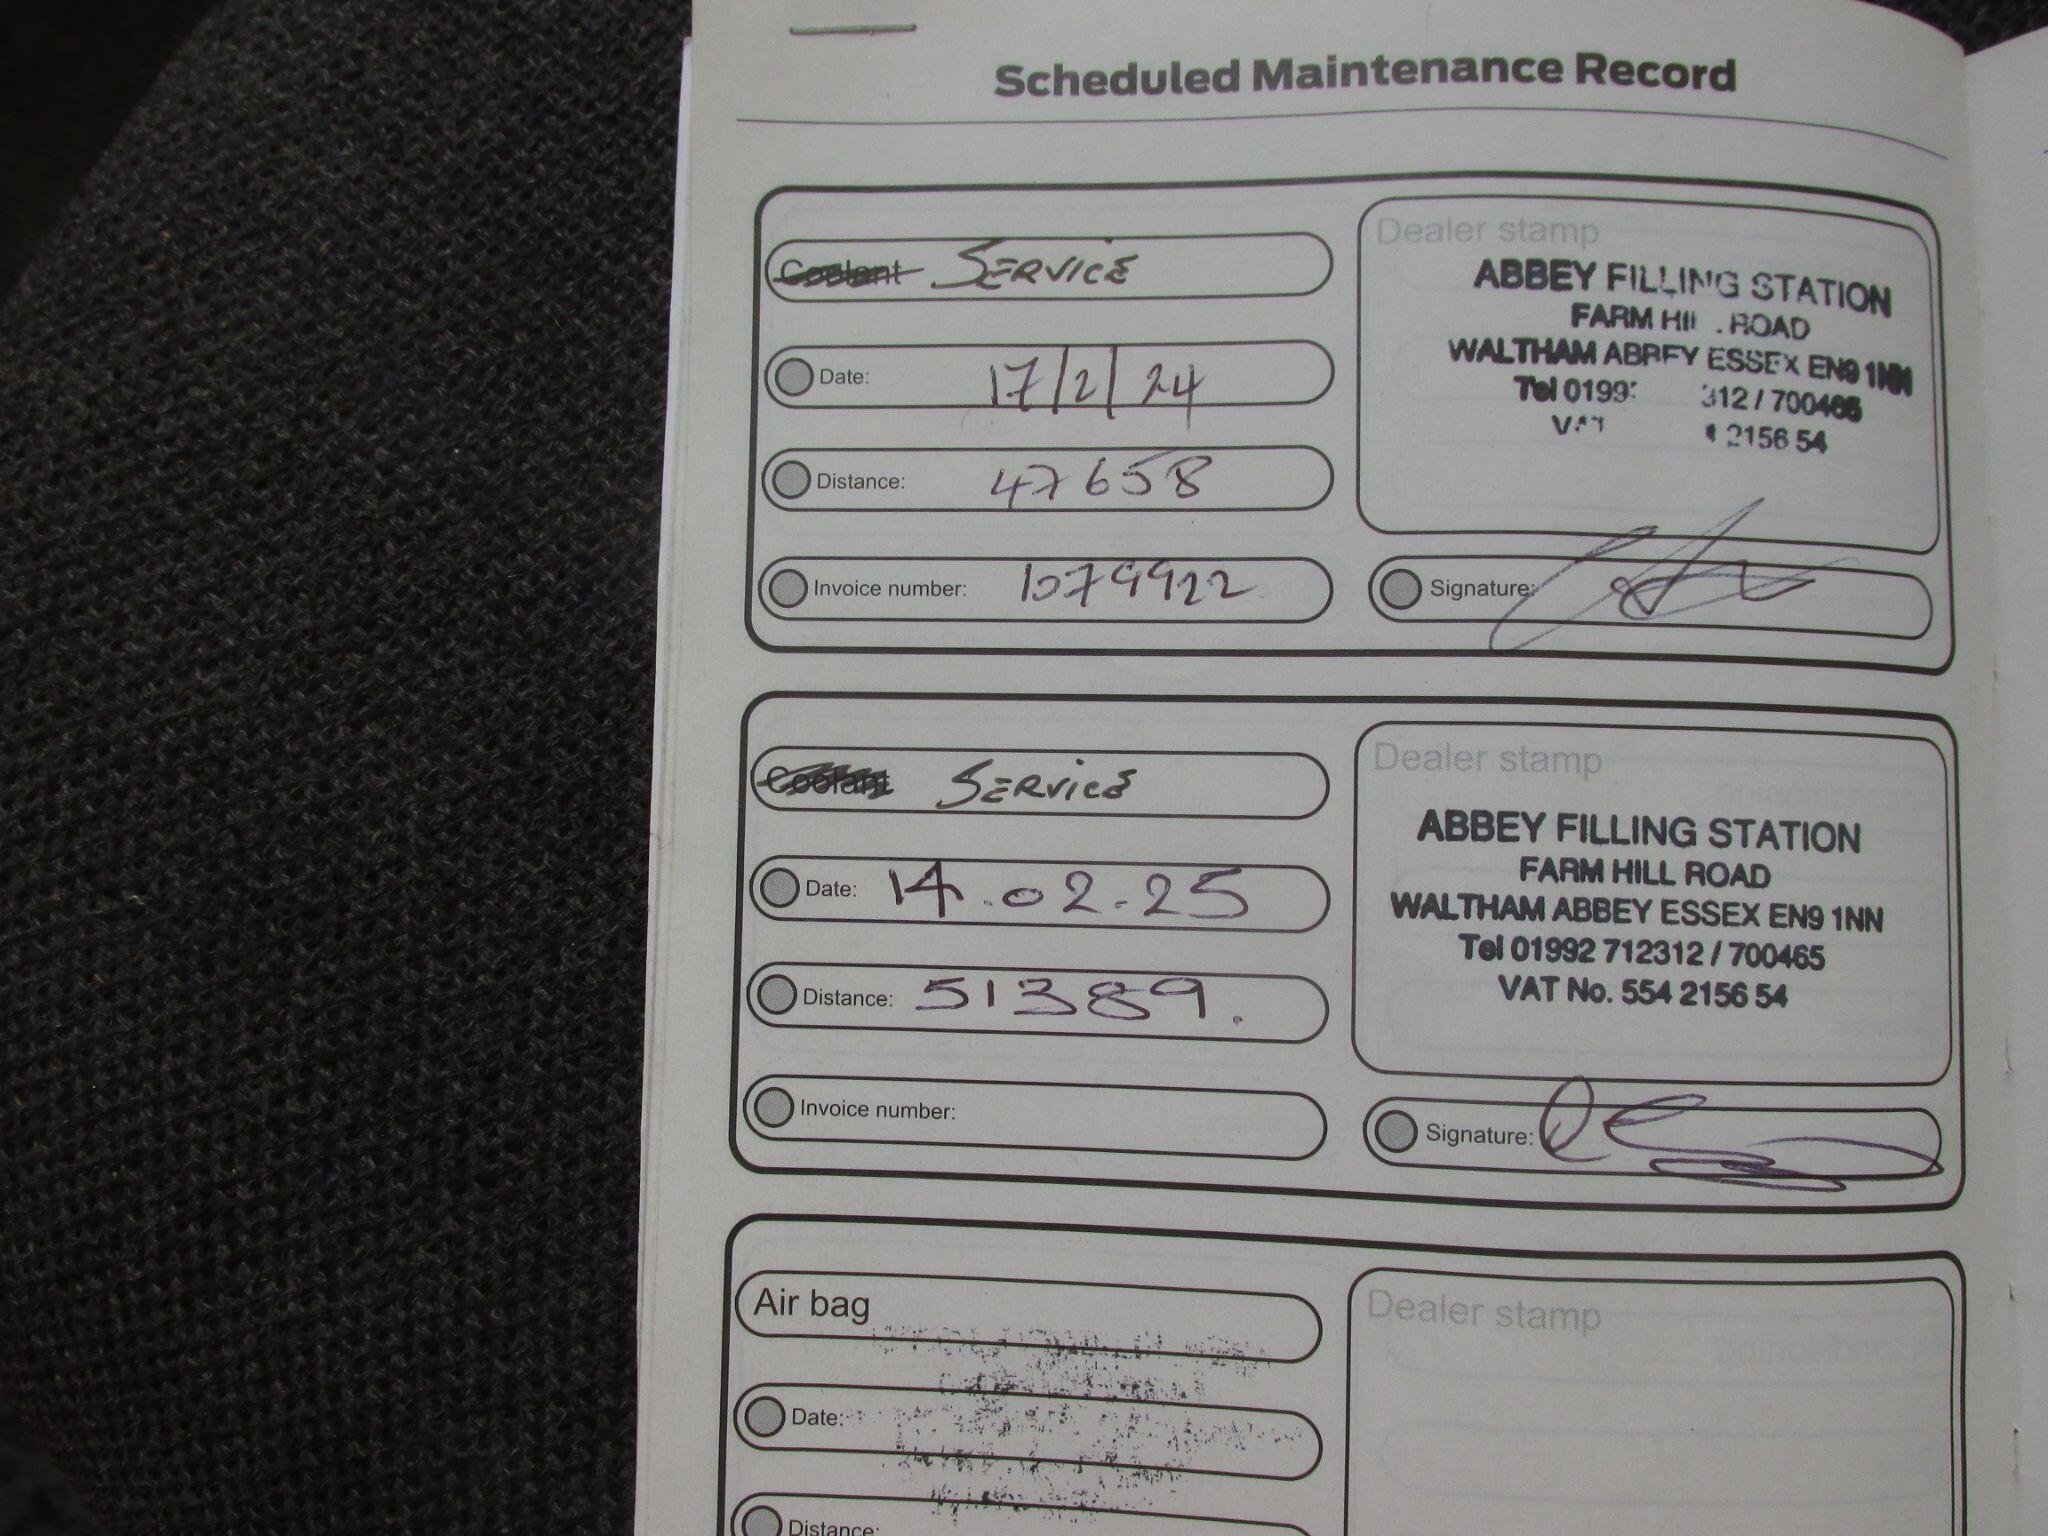 Scheduled Maintenance Record
Coolant SERVICE
Date: 17/2/24
Distance: 47658
Invoice number: 1079922
Dealer stamp
ABBEY FILLING STATION
FARM HILL ROAD
WALTHAM ABBEY ESSEX EN9 1NN
Tel 0199 312 / 700465
VAT 2156 54
Signature:
Coolant SERVICE
Date: 14.02.25
Distance: 51389.
Invoice number:
Dealer stamp
ABBEY FILLING STATION
FARM HILL ROAD
WALTHAM ABBEY ESSEX EN9 1NN
Tel 01992 712312 / 700465
VAT No. 554 2156 54
Signature:
Air bag
Date:
Distance:
Dealer stamp